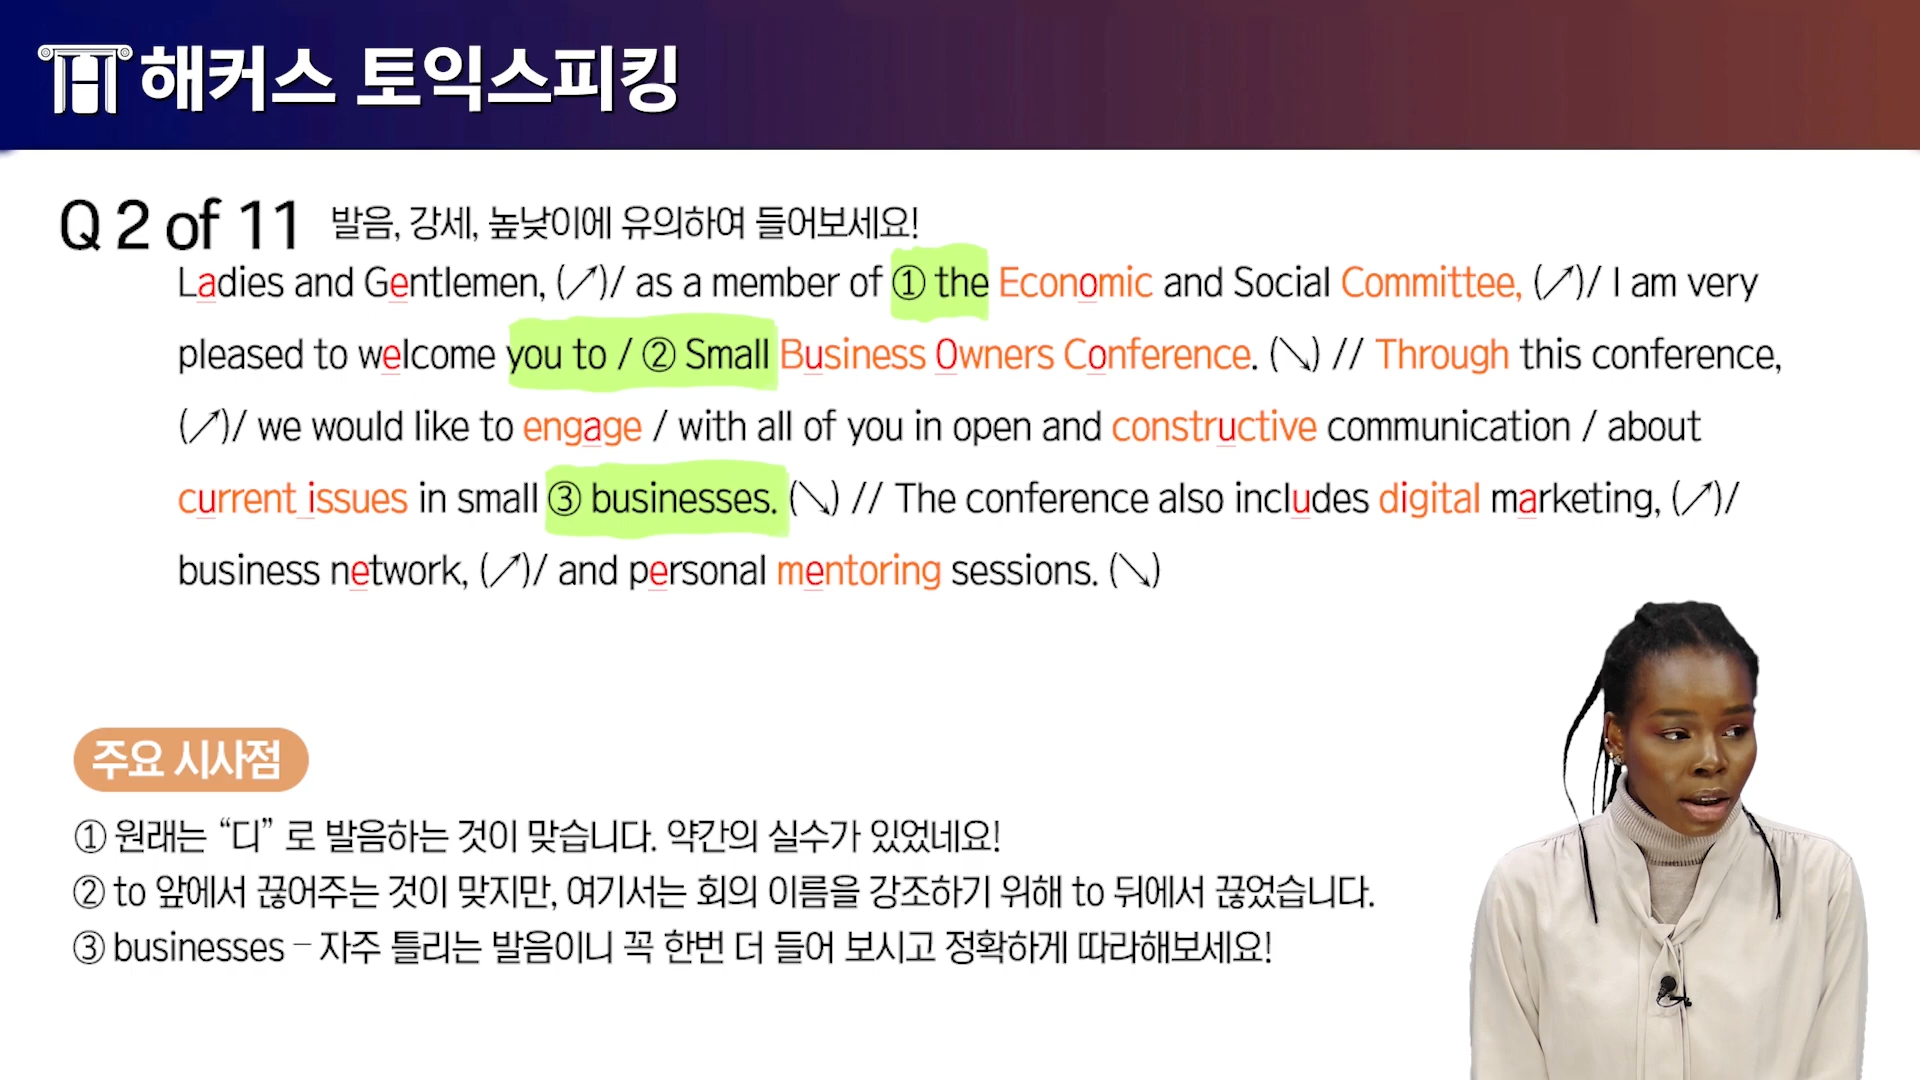 해커스 토익스피킹
Q 2 of 11 발음, 강세, 높낮이에 유의하여 들어보세요!
Ladies and Gentlemen, (↗)/ as a member of ① the Economic and Social Committee, (↗)/ I am very
pleased to welcome you to / ② Small Business Owners Conference. (↘) // Through this conference,
(↗)/ we would like to engage / with all of you in open and constructive communication / about
current issues in small ③ businesses. (↘) // The conference also includes digital marketing, (↗)/
business network, (↗)/ and personal mentoring sessions. (↘)
주요 시사점
① 원래는 “디” 로 발음하는 것이 맞습니다. 약간의 실수가 있었네요!
② to 앞에서 끊어주는 것이 맞지만, 여기서는 회의 이름을 강조하기 위해 to 뒤에서 끊었습니다.
③ businesses – 자주 틀리는 발음이니 꼭 한번 더 들어 보시고 정확하게 따라해보세요!